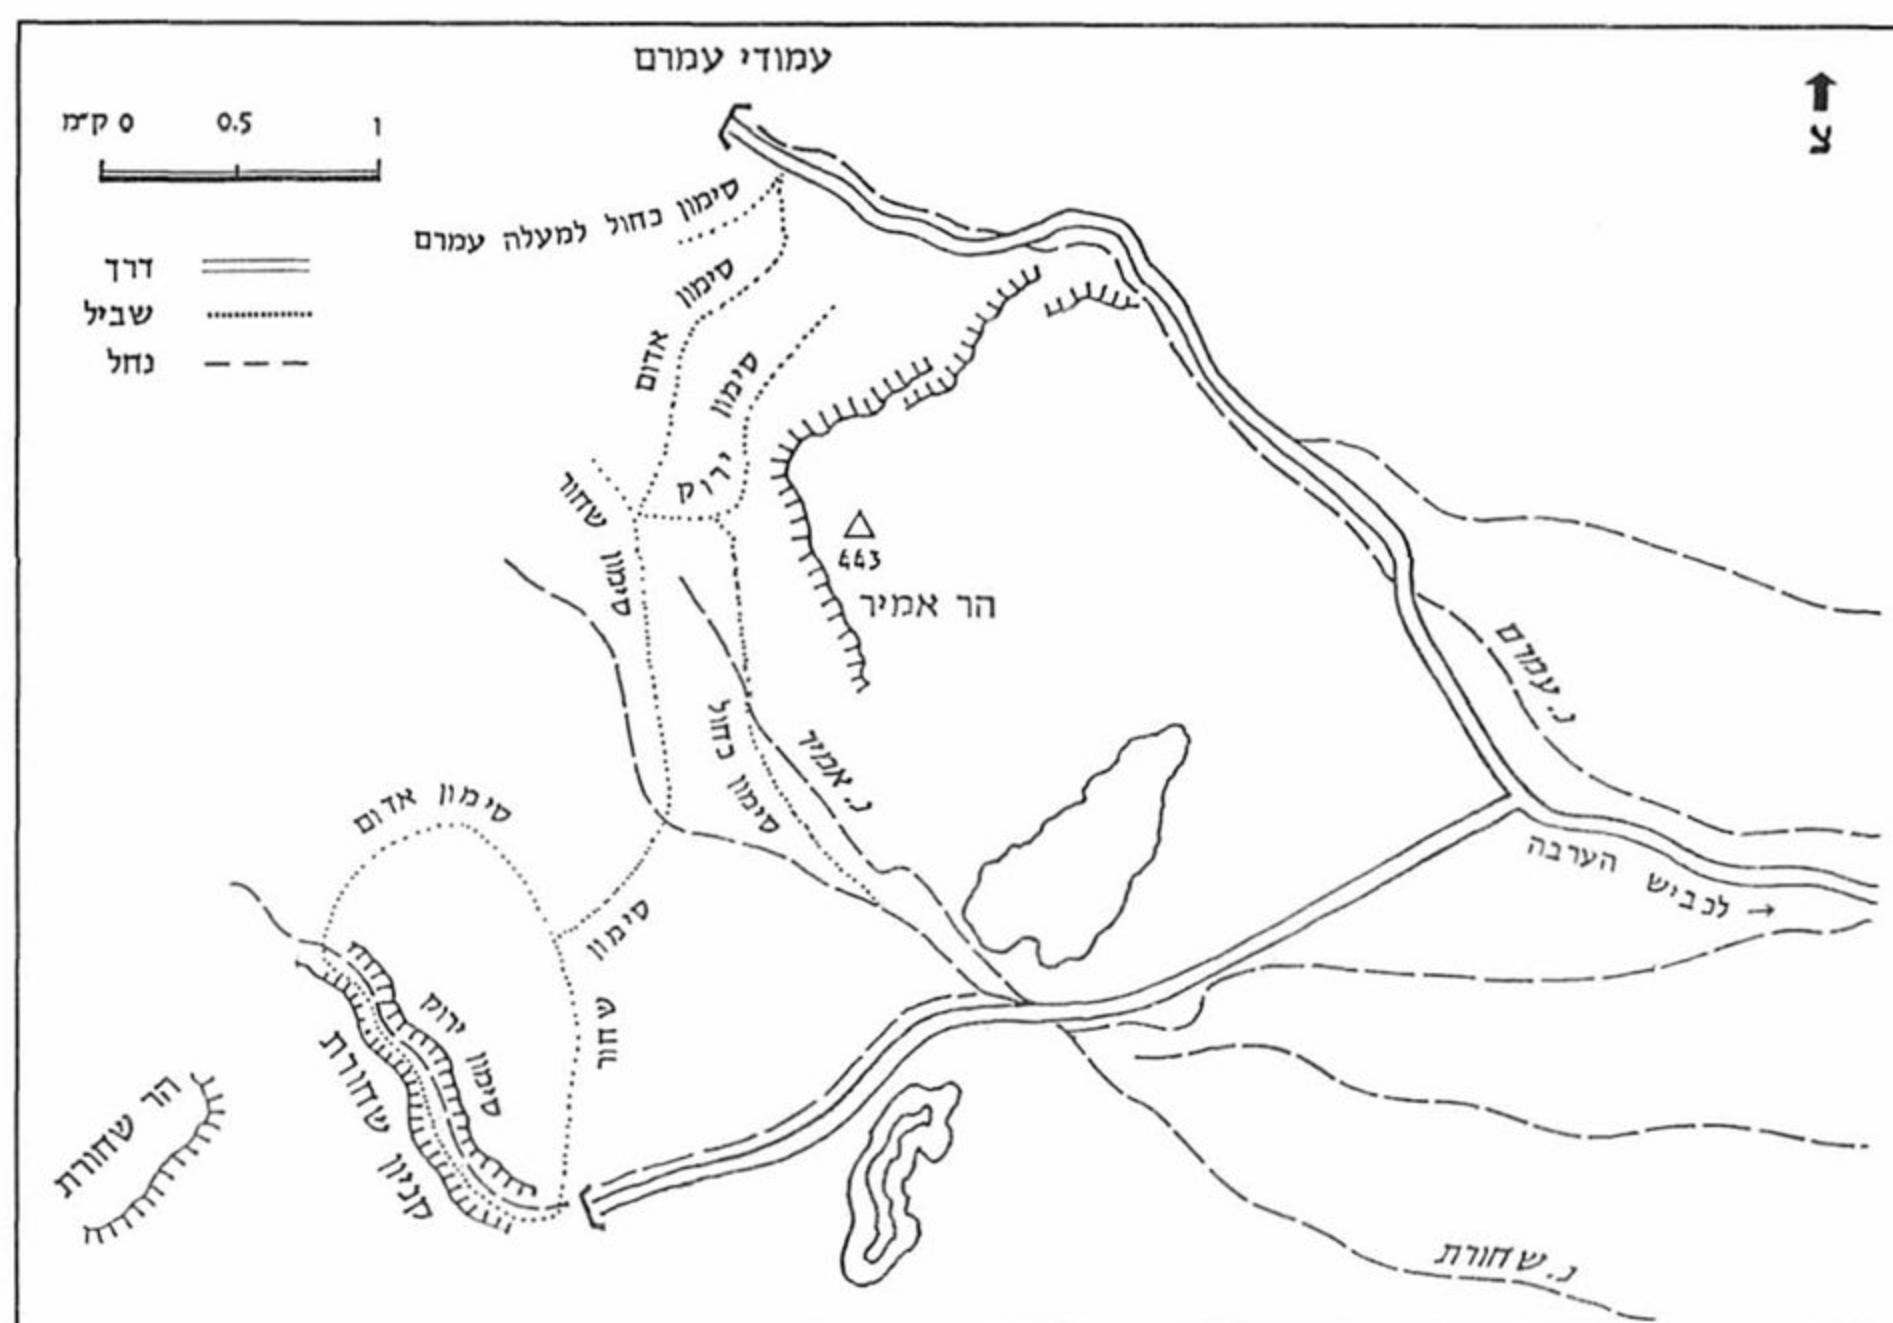 עמודי עמרם
צ
ק״מ 0 0.5 1
דרך
שביל
נחל
סימון כחול למעלה עמרם
סימון אדום
סימון ירוק
סימון שחור
443
הר אמיר
נ. עמרם
נ. אמיר
סימון כחול
סימון אדום
לכביש הערבה →
סימון שחור
סימון ירוק
קניון שחורת
הר שחורת
נ. שחורת